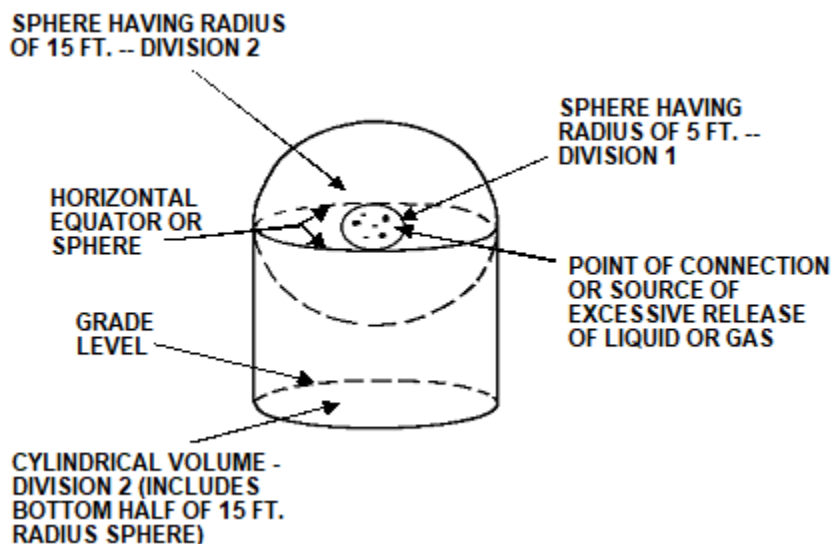 SPHERE HAVING RADIUS
OF 15 FT. -- DIVISION 2
SPHERE HAVING
RADIUS OF 5 FT. --
DIVISION 1
HORIZONTAL
EQUATOR OR
SPHERE
POINT OF CONNECTION
OR SOURCE OF
EXCESSIVE RELEASE
OF LIQUID OR GAS
GRADE
LEVEL
CYLINDRICAL VOLUME -
DIVISION 2 (INCLUDES
BOTTOM HALF OF 15 FT.
RADIUS SPHERE)